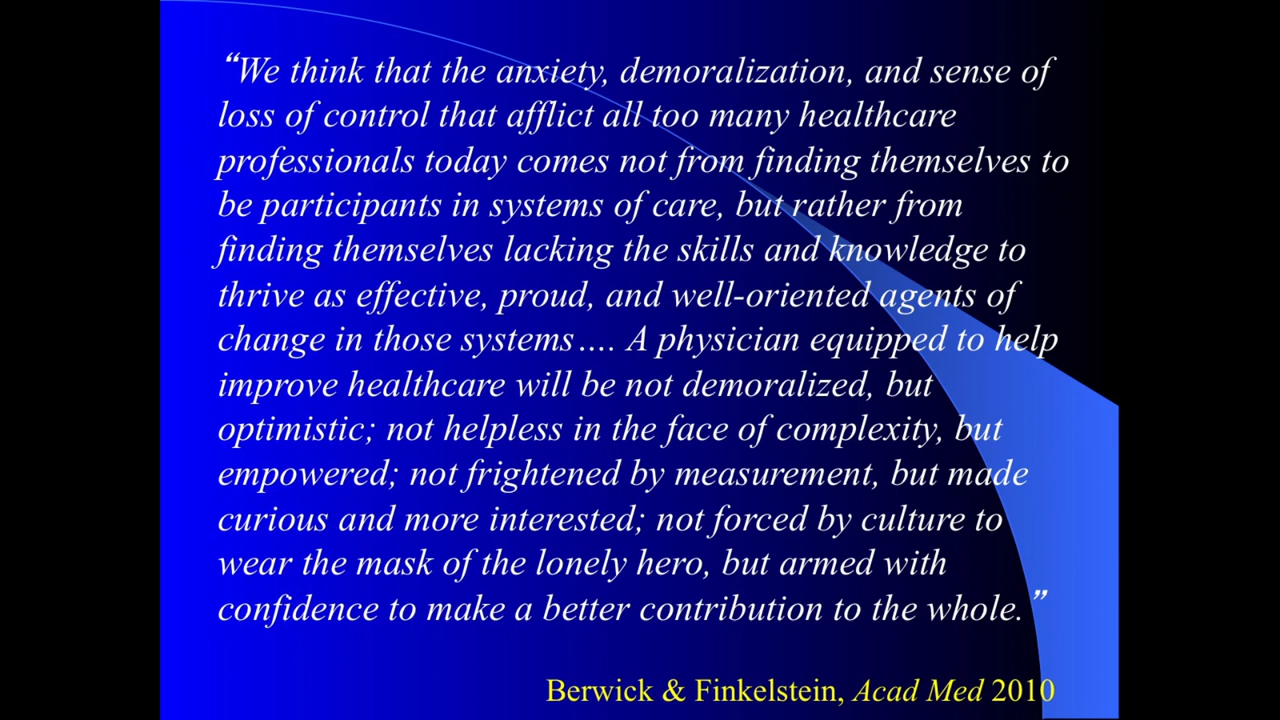 “We think that the anxiety, demoralization, and sense of
loss of control that afflict all too many healthcare
professionals today comes not from finding themselves to
be participants in systems of care, but rather from
finding themselves lacking the skills and knowledge to
thrive as effective, proud, and well-oriented agents of
change in those systems…. A physician equipped to help
improve healthcare will be not demoralized, but
optimistic; not helpless in the face of complexity, but
empowered; not frightened by measurement, but made
curious and more interested; not forced by culture to
wear the mask of the lonely hero, but armed with
confidence to make a better contribution to the whole.”
Berwick & Finkelstein, Acad Med 2010